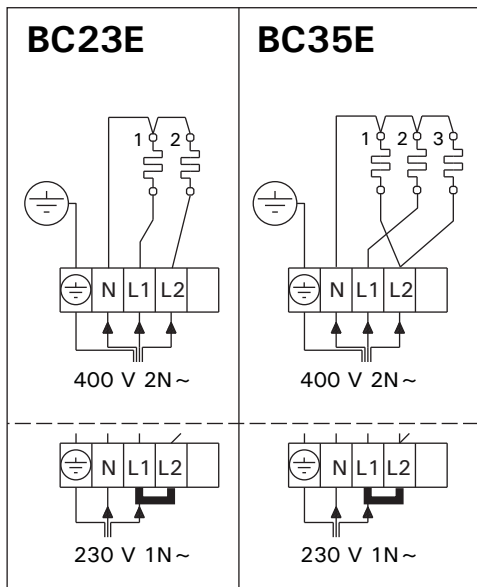 BC23E
1 2
N L1 L2
400 V 2N~
N L1 L2
230 V 1N~
BC35E
1 2 3
N L1 L2
400 V 2N~
N L1 L2
230 V 1N~